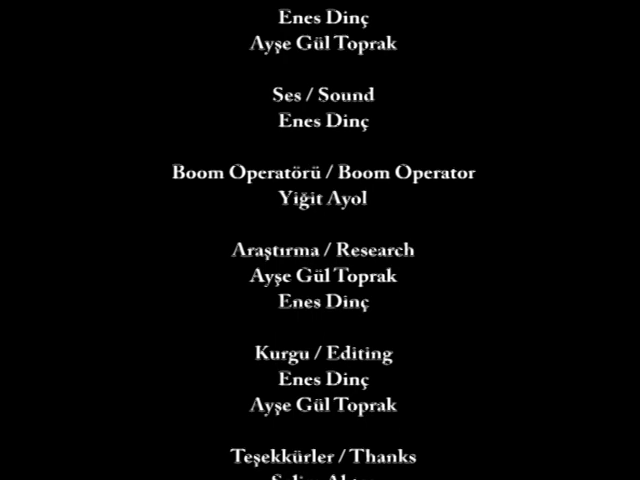 Enes Dinç
Ayşe Gül Toprak
Ses / Sound
Enes Dinç
Boom Operatörü / Boom Operator
Yiğit Ayol
Araştırma / Research
Ayşe Gül Toprak
Enes Dinç
Kurgu / Editing
Enes Dinç
Ayşe Gül Toprak
Teşekkürler / Thanks